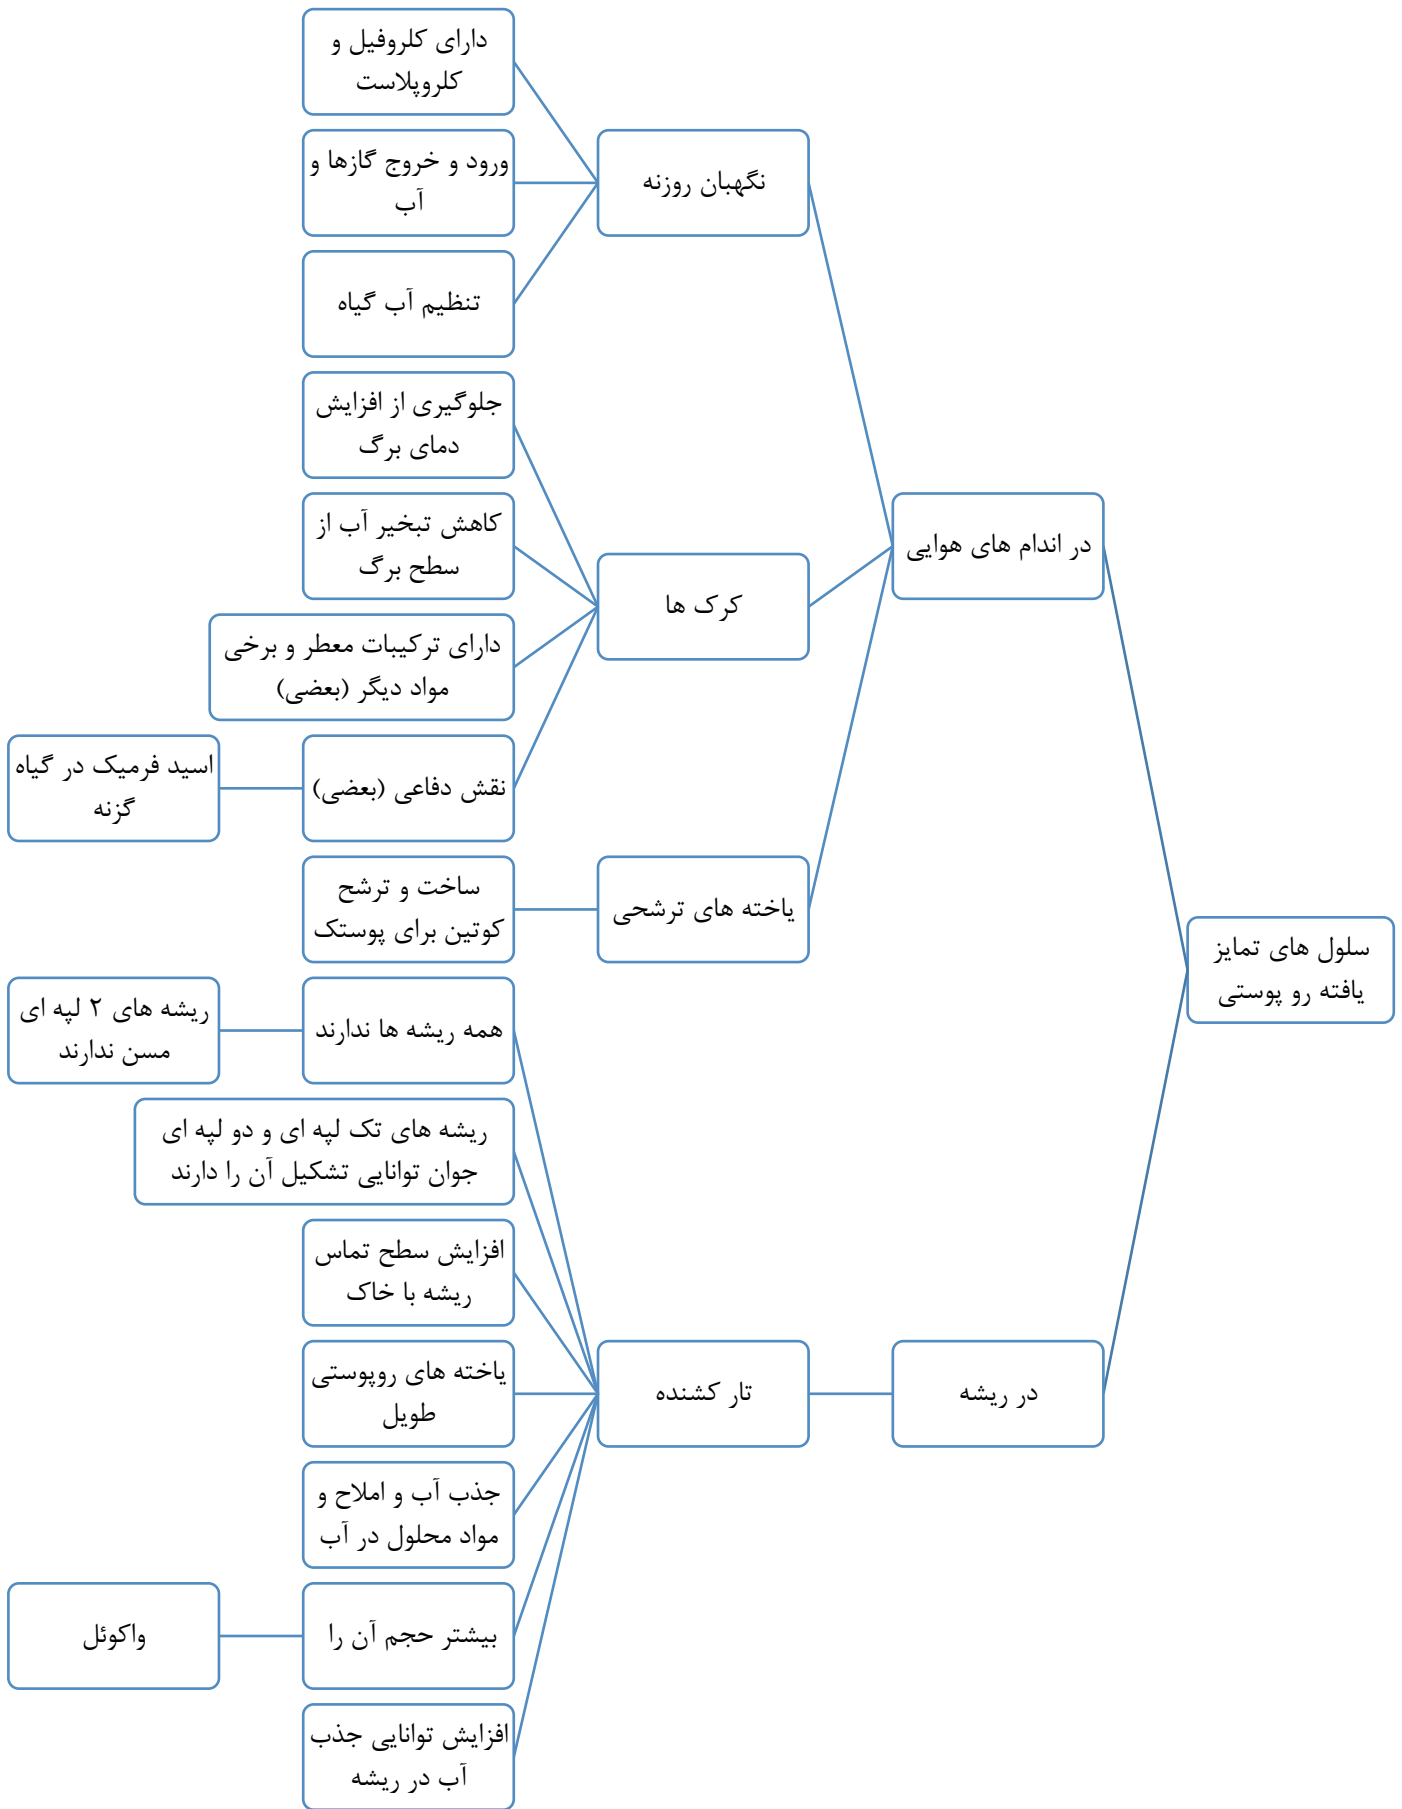 سلول های تمایز
یافته رو پوستی
در اندام های هوایی
نگهبان روزنه
دارای کلروفیل و
کلروپلاست
ورود و خروج گازها و
آب
تنظیم آب گیاه
کرک ها
جلوگیری از افزایش
دمای برگ
کاهش تبخیر آب از
سطح برگ
دارای ترکیبات معطر و برخی
مواد دیگر (بعضی)
نقش دفاعی (بعضی)
اسید فرمیک در گیاه
گزنه
یاخته های ترشحی
ساخت و ترشح
کوتین برای پوستک
در ریشه
تار کشنده
همه ریشه ها ندارند
ریشه های ۲ لپه ای
مسن ندارند
ریشه های تک لپه ای و دو لپه ای
جوان توانایی تشکیل آن را دارند
افزایش سطح تماس
ریشه با خاک
یاخته های روپوستی
طویل
جذب آب و املاح و
مواد محلول در آب
بیشتر حجم آن را
واکوئل
افزایش توانایی جذب
آب در ریشه